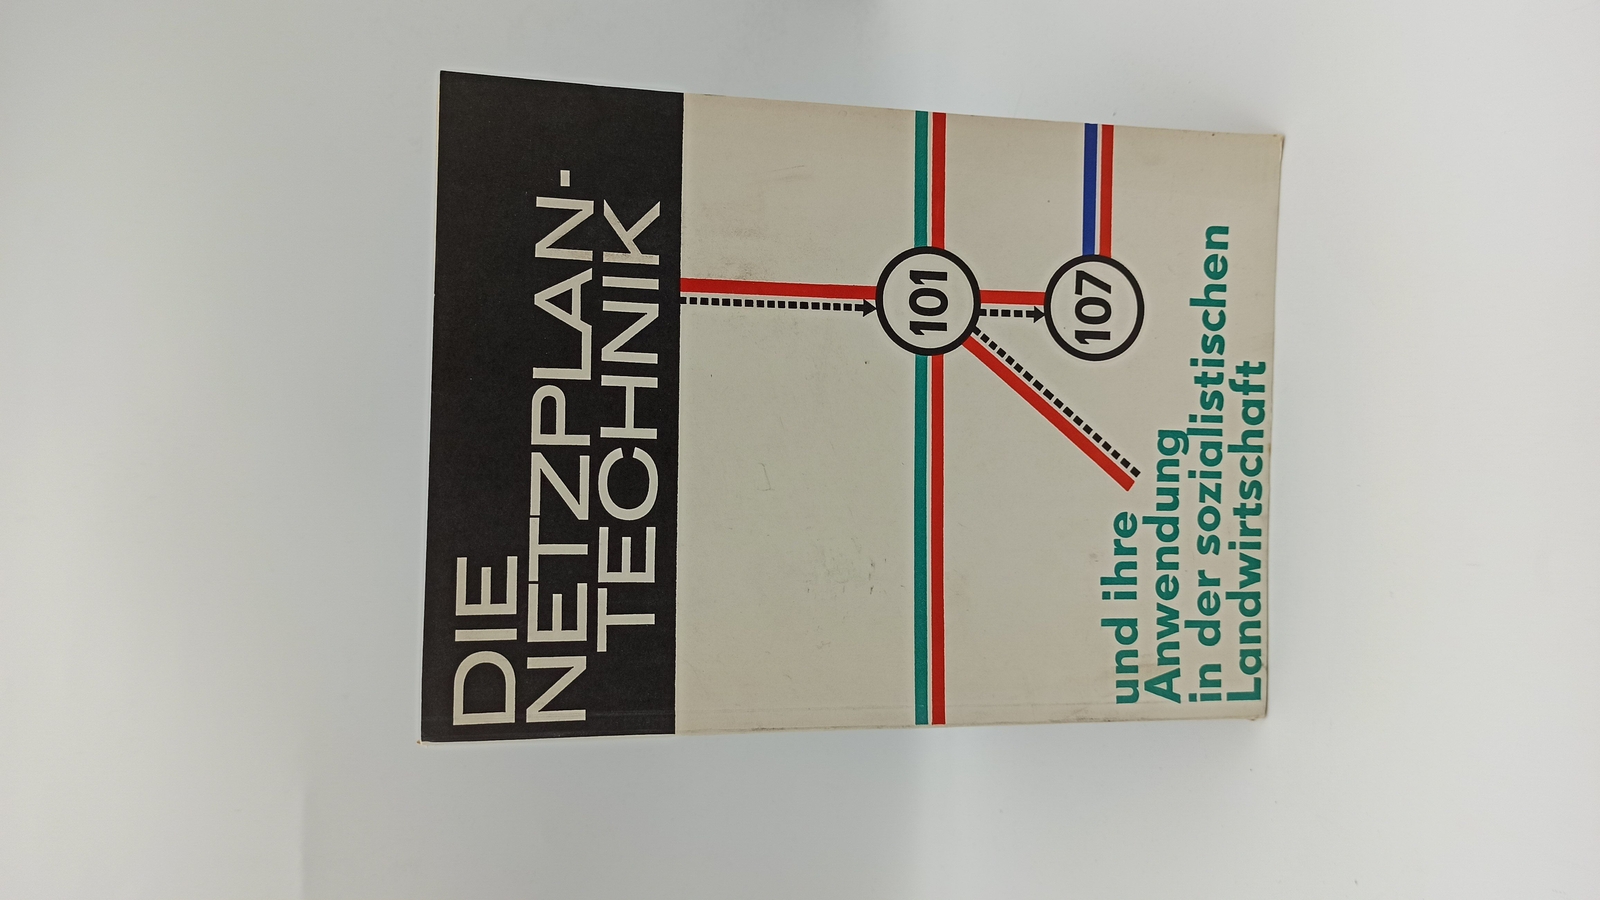 DIE
NETZPLAN-
TECHNIK
101
107
und ihre
Anwendung
in der sozialistischen
Landwirtschaft